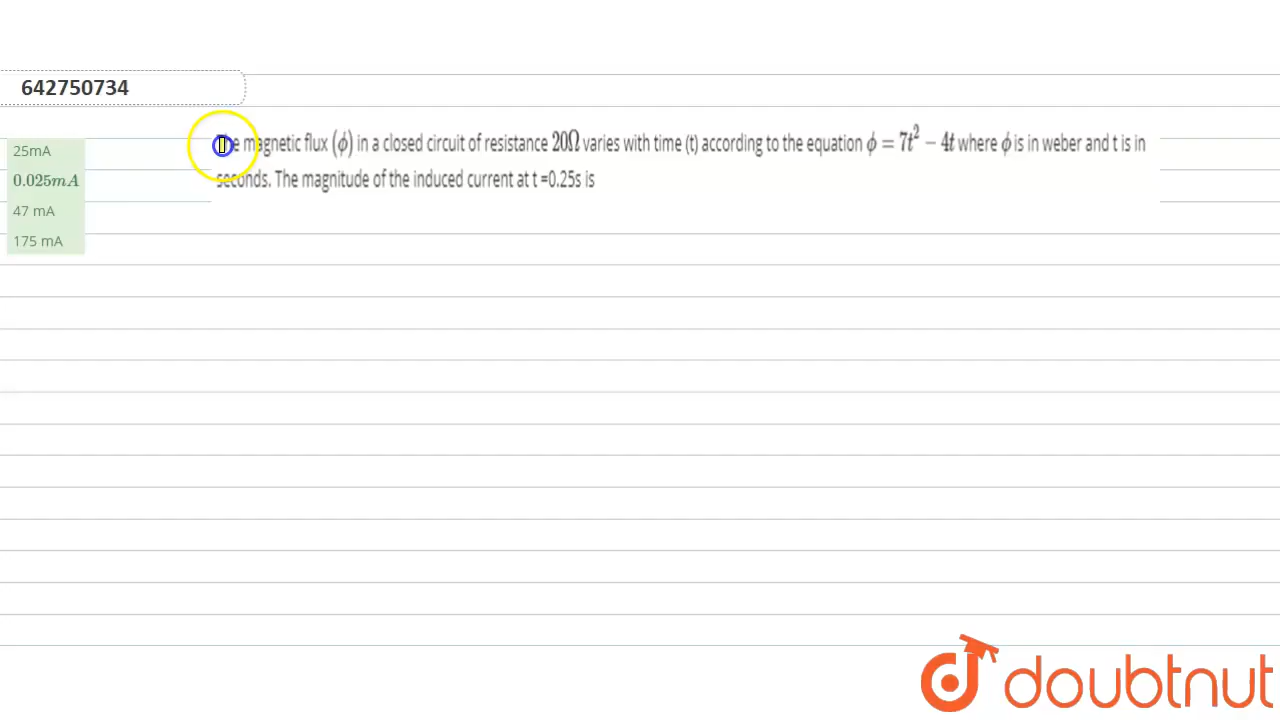 642750734
The magnetic flux (ϕ) in a closed circuit of resistance 20Ω varies with time (t) according to the equation ϕ = 7t² − 4t where ϕ is in weber and t is in
seconds. The magnitude of the induced current at t =0.25s is
25mA
0.025mA
47 mA
175 mA
doubtnut